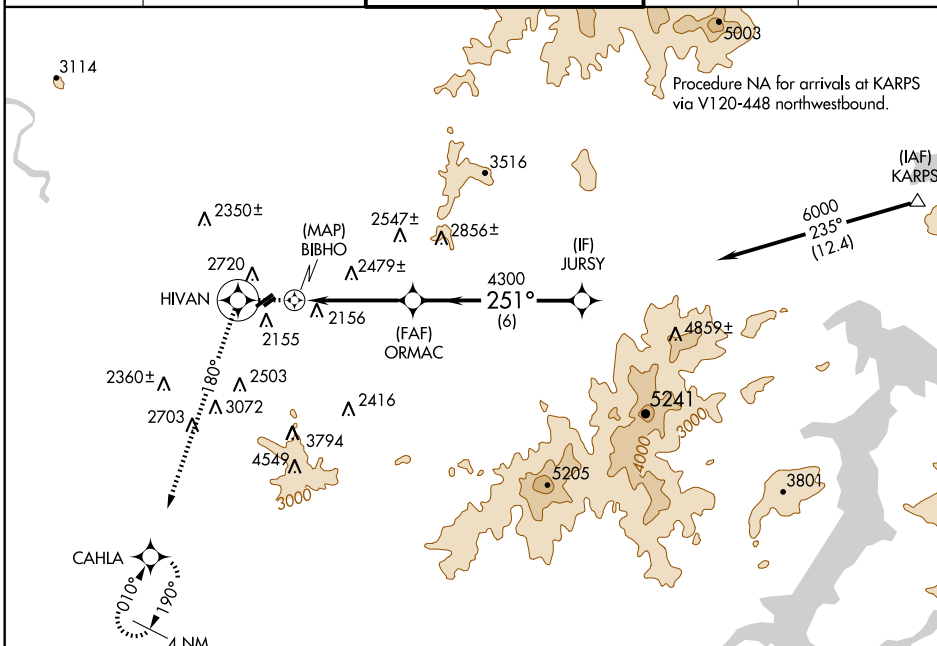 5003
3114
Procedure NA for arrivals at KARPS
via V120-448 northwestbound.
3516
(IAF)
KARPS
6000
235°
(12.4)
2350±
2547±
2856±
(MAP)
BIBHO
(IF)
JURSY
2720
2479±
4300
HIVAN
251°
(6)
2156
2155
(FAF)
ORMAC
4859±
180°
2360±
2503
3072
2703
2416
5241
3000
3794
4549
4000
3000
5205
3801
CAHLA
010°
190°
4 NM